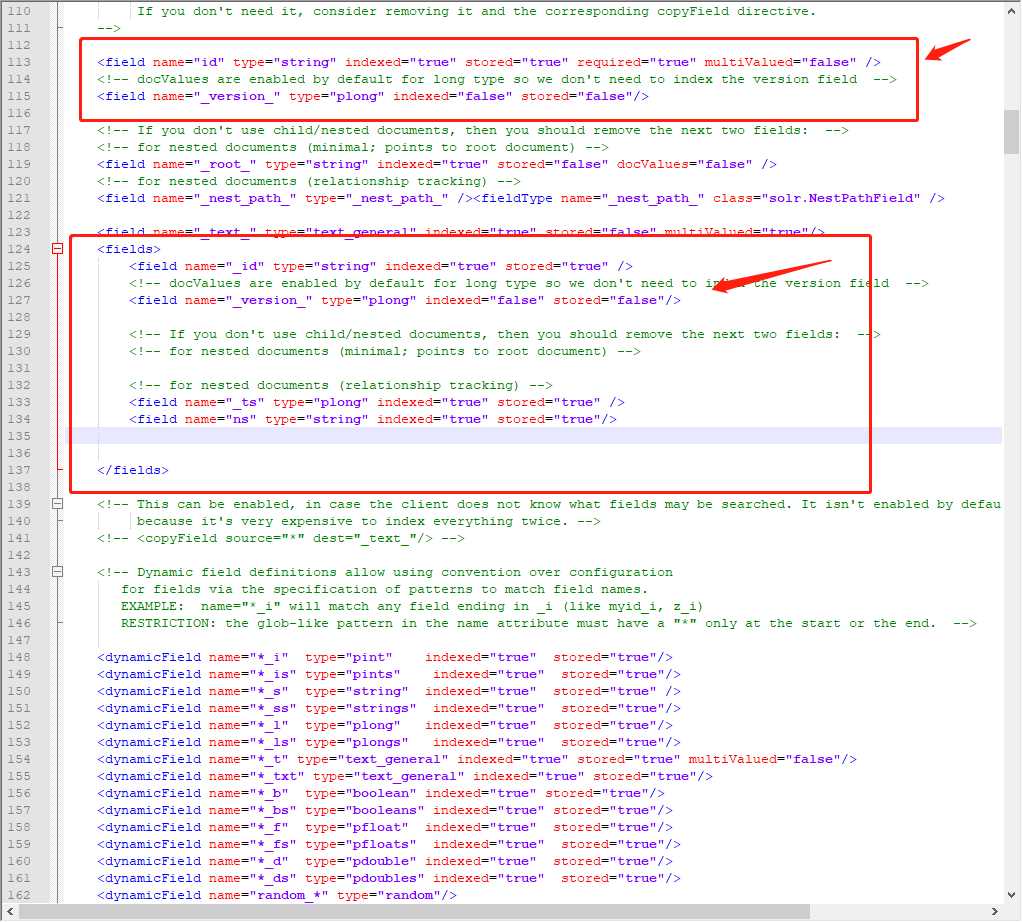 110 If you don't need it, consider removing it and the corresponding copyField directive.
111 -->
112
113 <field name="id" type="string" indexed="true" stored="true" required="true" multiValued="false" />
114 <!-- docValues are enabled by default for long type so we don't need to index the version field -->
115 <field name="_version_" type="plong" indexed="false" stored="false"/>
116
117 <!-- If you don't use child/nested documents, then you should remove the next two fields: -->
118 <!-- for nested documents (minimal; points to root document) -->
119 <field name="_root_" type="string" indexed="true" stored="false" docValues="false" />
120 <!-- for nested documents (relationship tracking) -->
121 <field name="_nest_path_" type="_nest_path_" /><fieldType name="_nest_path_" class="solr.NestPathField" />
122
123 <field name="_text_" type="text_general" indexed="true" stored="false" multiValued="true"/>
124 <fields>
125 <field name="_id" type="string" indexed="true" stored="true" />
126 <!-- docValues are enabled by default for long type so we don't need to index the version field -->
127 <field name="_version_" type="plong" indexed="false" stored="false"/>
128
129 <!-- If you don't use child/nested documents, then you should remove the next two fields: -->
130 <!-- for nested documents (minimal; points to root document) -->
131
132 <!-- for nested documents (relationship tracking) -->
133 <field name="_ts" type="plong" indexed="true" stored="true" />
134 <field name="ns" type="string" indexed="true" stored="true"/>
135
136
137 </fields>
138
139 <!-- This can be enabled, in case the client does not know what fields may be searched. It isn't enabled by defau
140 because it's very expensive to index everything twice. -->
141 <!-- <copyField source="*" dest="_text_"/> -->
142
143 <!-- Dynamic field definitions allow using convention over configuration
144 for fields via the specification of patterns to match field names.
145 EXAMPLE: name="*_i" will match any field ending in _i (like myid_i, z_i)
146 RESTRICTION: the glob-like pattern in the name attribute must have a "*" only at the start or the end. -->
147
148 <dynamicField name="*_i" type="pint" indexed="true" stored="true"/>
149 <dynamicField name="*_is" type="pints" indexed="true" stored="true"/>
150 <dynamicField name="*_s" type="string" indexed="true" stored="true" />
151 <dynamicField name="*_ss" type="strings" indexed="true" stored="true"/>
152 <dynamicField name="*_l" type="plong" indexed="true" stored="true"/>
153 <dynamicField name="*_ls" type="plongs" indexed="true" stored="true"/>
154 <dynamicField name="*_t" type="text_general" indexed="true" stored="true" multiValued="false"/>
155 <dynamicField name="*_txt" type="text_general" indexed="true" stored="true"/>
156 <dynamicField name="*_b" type="boolean" indexed="true" stored="true"/>
157 <dynamicField name="*_bs" type="booleans" indexed="true" stored="true"/>
158 <dynamicField name="*_f" type="pfloat" indexed="true" stored="true"/>
159 <dynamicField name="*_fs" type="pfloats" indexed="true" stored="true"/>
160 <dynamicField name="*_d" type="pdouble" indexed="true" stored="true"/>
161 <dynamicField name="*_ds" type="pdoubles" indexed="true" stored="true"/>
162 <dynamicField name="random_*" type="random"/>